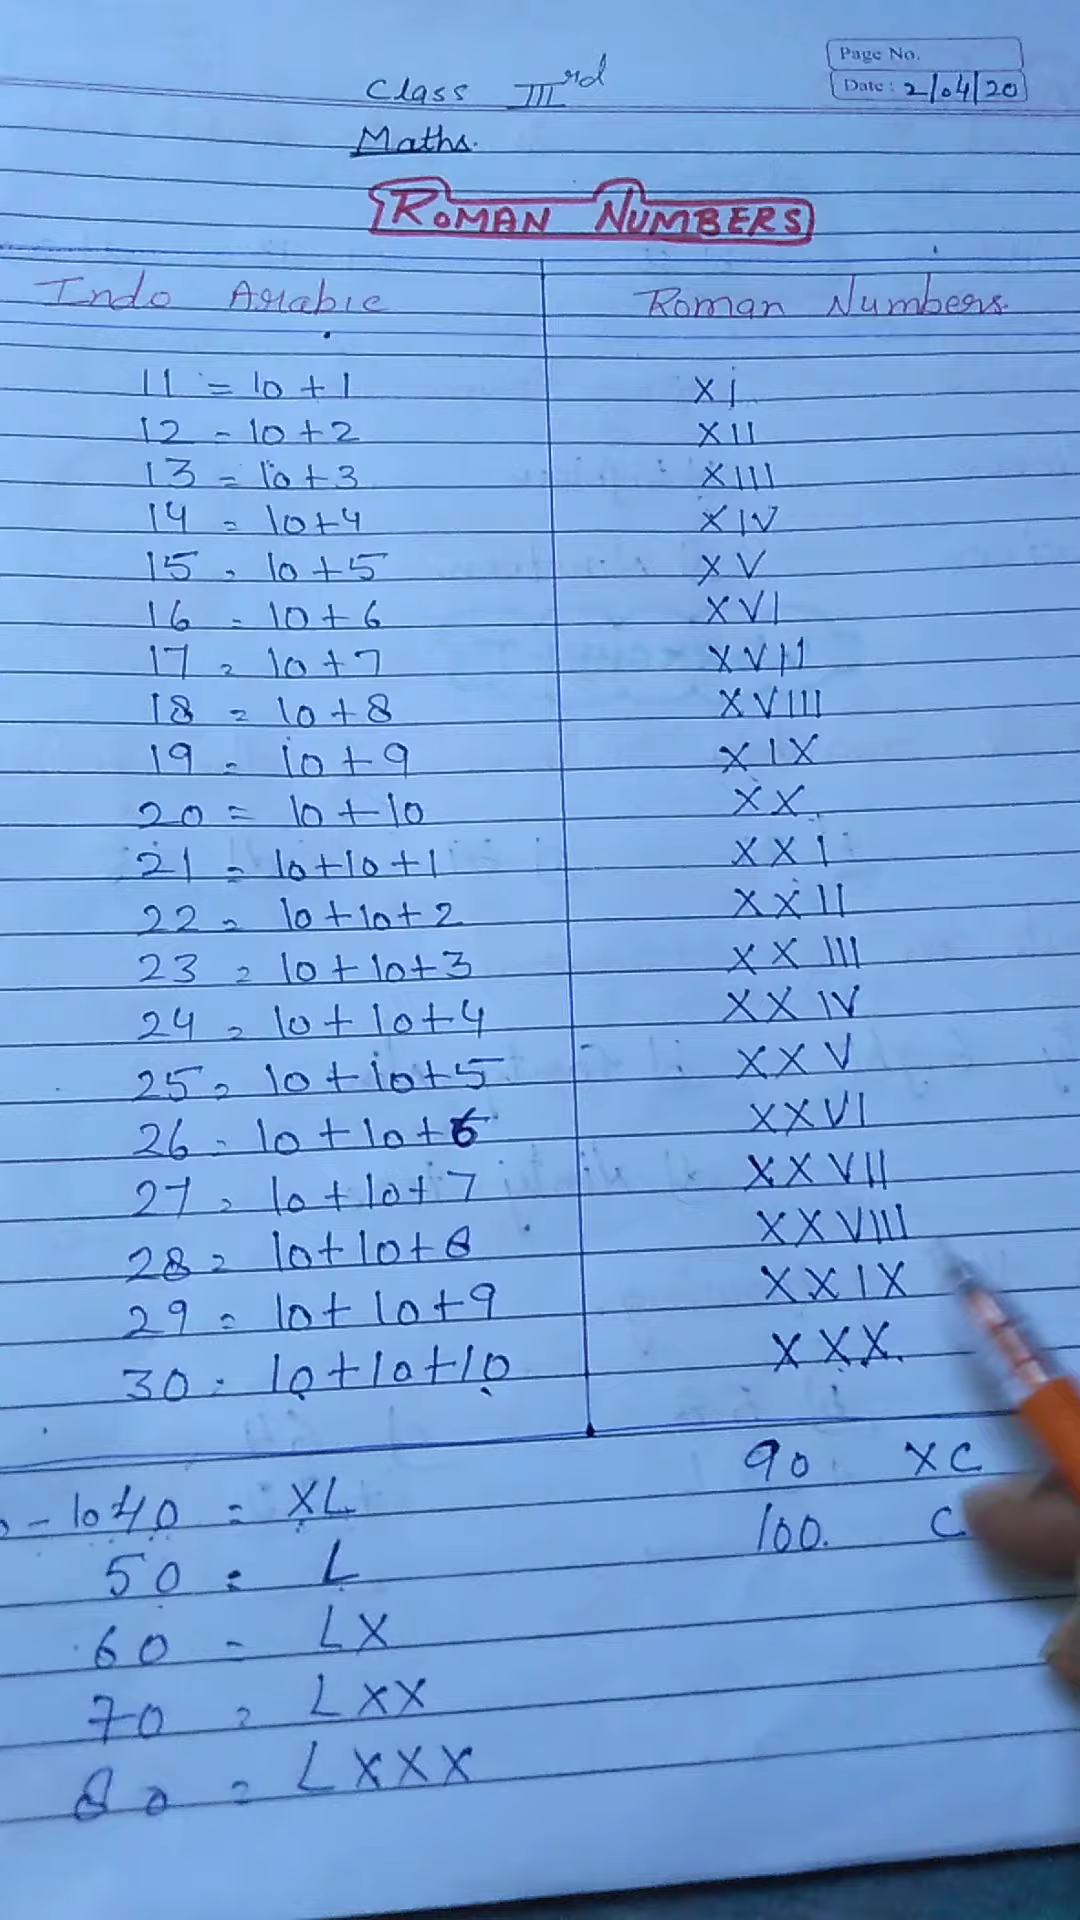 Page No.
Class IIIrd
Date: 2/04/20
Maths.
ROMAN NUMBERS
Indo Arabic Roman Numbers.
11 = 10+1 XI
12 = 10+2 XII
13 = 10+3 XIII
14 = 10+4 XIV
15 = 10+5 XV
16 = 10+6 XVI
17 = 10+7 XVII
18 = 10+8 XVIII
19 = 10+9 XIX
20 = 10+10 XX
21 = 10+10+1 XXI
22 = 10+10+2 XXII
23 = 10+10+3 XXIII
24 = 10+10+4 XXIV
25 = 10+10+5 XXV
26 = 10+10+6 XXVI
27 = 10+10+7 XXVII
28 = 10+10+8 XXVIII
29 = 10+10+9 XXIX
30 = 10+10+10 XXX.
40 = XL
50 = L
60 = LX
70 = LXX
80 = LXXX
90 XC
100. C